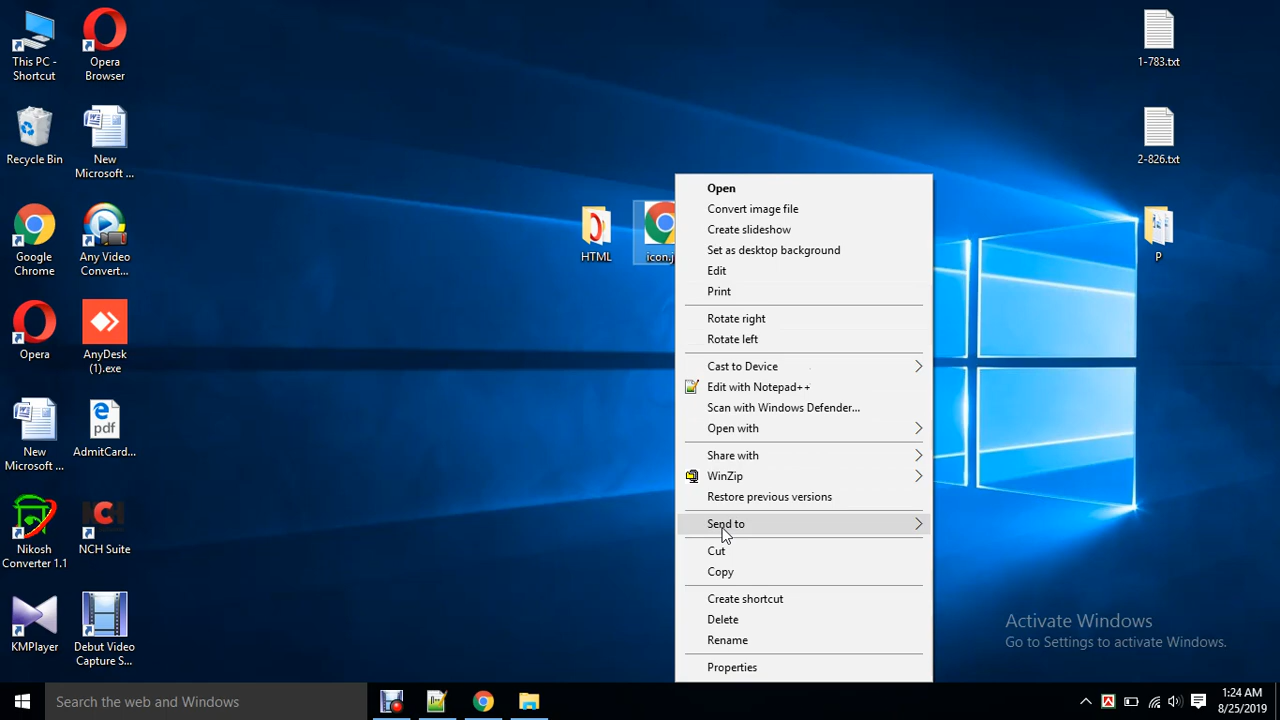 This PC -
Shortcut
Opera
Browser
Recycle Bin
New
Microsoft ...
Google
Chrome
Any Video
Convert...
Opera
AnyDesk
(1).exe
New
Microsoft ...
pdf
AdmitCard...
Nikosh
Converter 1.1
NCH
NCH Suite
KMPlayer
Debut Video
Capture S...
HTML
icon.j
1-783.txt
2-826.txt
P
Open
Convert image file
Create slideshow
Set as desktop background
Edit
Print
Rotate right
Rotate left
Cast to Device
Edit with Notepad++
Scan with Windows Defender...
Open with
Share with
WinZip
Restore previous versions
Send to
Cut
Copy
Create shortcut
Delete
Rename
Properties
Activate Windows
Go to Settings to activate Windows.
Search the web and Windows
1:24 AM
8/25/2019